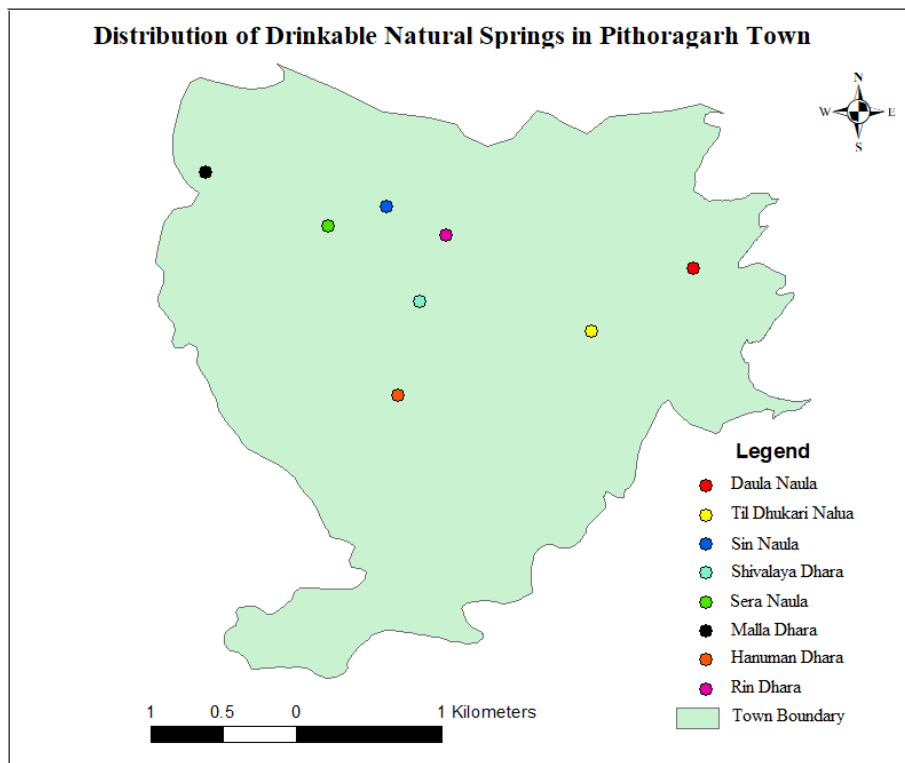 Distribution of Drinkable Natural Springs in Pithoragarh Town
N
W E
S
Legend
Daula Naula
Til Dhukari Nalua
Sin Naula
Shivalaya Dhara
Sera Naula
Malla Dhara
Hanuman Dhara
Rin Dhara
Town Boundary
1 0.5 0 1 Kilometers